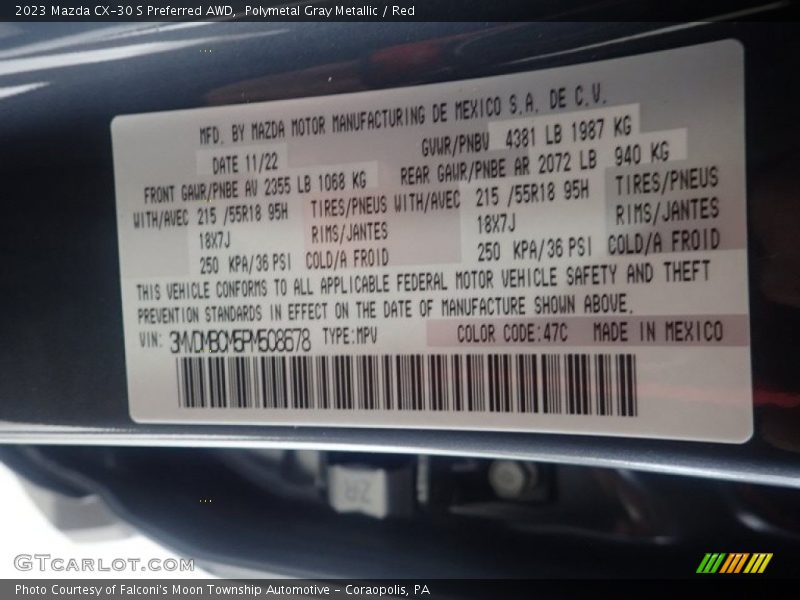 2023 Mazda CX-30 S Preferred AWD, Polymetal Gray Metallic / Red
MFD. BY MAZDA MOTOR MANUFACTURING DE MEXICO S.A. DE C.V.
DATE 11/22 GVWR/PNBV 4381 LB 1987 KG
FRONT GAWR/PNBE AV 2355 LB 1068 KG REAR GAWR/PNBE AR 2072 LB 940 KG
WITH/AVEC 215 /55R18 95H TIRES/PNEUS WITH/AVEC 215 /55R18 95H TIRES/PNEUS
18X7J RIMS/JANTES 18X7J RIMS/JANTES
250 KPA/36 PSI COLD/A FROID 250 KPA/36 PSI COLD/A FROID
THIS VEHICLE CONFORMS TO ALL APPLICABLE FEDERAL MOTOR VEHICLE SAFETY AND THEFT
PREVENTION STANDARDS IN EFFECT ON THE DATE OF MANUFACTURE SHOWN ABOVE.
VIN: 3MVDMBCM5PM508678 TYPE:MPV COLOR CODE:47C MADE IN MEXICO
GTCARLOT.COM
Photo Courtesy of Falconi's Moon Township Automotive - Coraopolis, PA